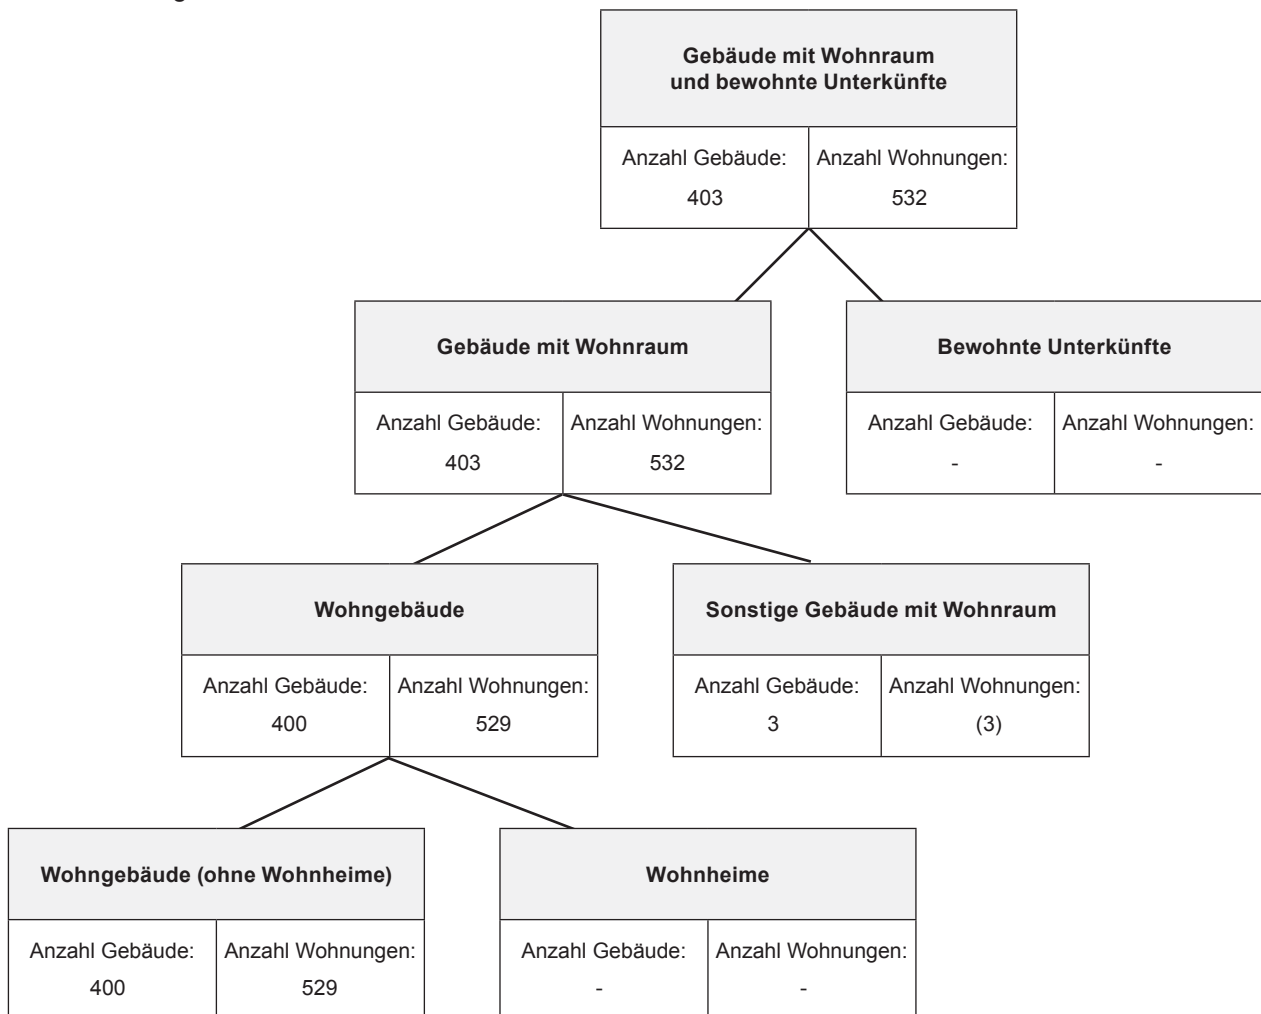 Gebäude mit Wohnraum
und bewohnte Unterkünfte
Anzahl Gebäude: Anzahl Wohnungen:
403 532
Gebäude mit Wohnraum Bewohnte Unterkünfte
Anzahl Gebäude: Anzahl Wohnungen: Anzahl Gebäude: Anzahl Wohnungen:
403 532 - -
Wohngebäude Sonstige Gebäude mit Wohnraum
Anzahl Gebäude: Anzahl Wohnungen: Anzahl Gebäude: Anzahl Wohnungen:
400 529 3 (3)
Wohngebäude (ohne Wohnheime) Wohnheime
Anzahl Gebäude: Anzahl Wohnungen: Anzahl Gebäude: Anzahl Wohnungen:
400 529 - -